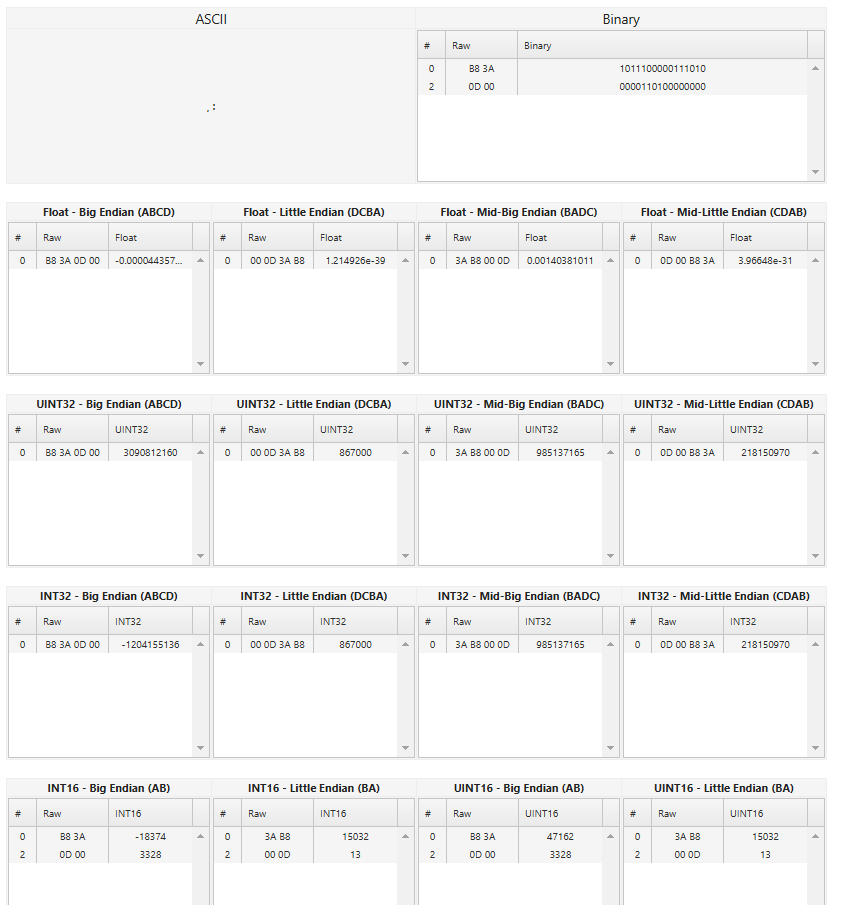 ASCII Binary
# Raw Binary
0 B8 3A 1011100000111010
2 0D 00 0000110100000000
¸:
Float - Big Endian (ABCD) Float - Little Endian (DCBA) Float - Mid-Big Endian (BADC) Float - Mid-Little Endian (CDAB)
# Raw Float # Raw Float # Raw Float # Raw Float
0 B8 3A 0D 00 -0.000044357... 0 00 0D 3A B8 1.214926e-39 0 3A B8 00 0D 0.00140381011 0 0D 00 B8 3A 3.96648e-31
UINT32 - Big Endian (ABCD) UINT32 - Little Endian (DCBA) UINT32 - Mid-Big Endian (BADC) UINT32 - Mid-Little Endian (CDAB)
# Raw UINT32 # Raw UINT32 # Raw UINT32 # Raw UINT32
0 B8 3A 0D 00 3090812160 0 00 0D 3A B8 867000 0 3A B8 00 0D 985137165 0 0D 00 B8 3A 218150970
INT32 - Big Endian (ABCD) INT32 - Little Endian (DCBA) INT32 - Mid-Big Endian (BADC) INT32 - Mid-Little Endian (CDAB)
# Raw INT32 # Raw INT32 # Raw INT32 # Raw INT32
0 B8 3A 0D 00 -1204155136 0 00 0D 3A B8 867000 0 3A B8 00 0D 985137165 0 0D 00 B8 3A 218150970
INT16 - Big Endian (AB) INT16 - Little Endian (BA) UINT16 - Big Endian (AB) UINT16 - Little Endian (BA)
# Raw INT16 # Raw INT16 # Raw UINT16 # Raw UINT16
0 B8 3A -18374 0 3A B8 15032 0 B8 3A 47162 0 3A B8 15032
2 0D 00 3328 2 00 0D 13 2 0D 00 3328 2 00 0D 13